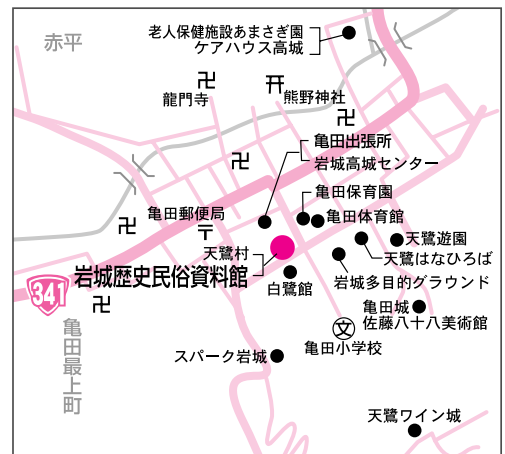 老人保健施設あまさぎ園
ケアハウス高城
赤平
龍門寺
熊野神社
亀田出張所
岩城高城センター
亀田保育園
亀田郵便局
亀田体育館
天鷺村
天鷺遊園
天鷺はなひろば
岩城歴史民俗資料館
白鷺館
岩城多目的グラウンド
341
亀田城
佐藤八十八美術館
文
亀田小学校
亀田最上町
スパーク岩城
天鷺ワイン城